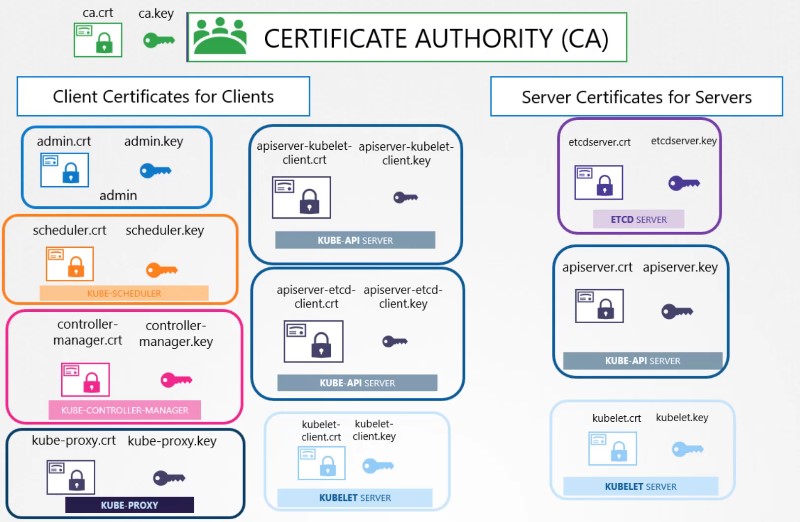 ca.crt ca.key
CERTIFICATE AUTHORITY (CA)
Client Certificates for Clients
admin.crt admin.key
admin
scheduler.crt scheduler.key
KUBE-SCHEDULER
controller-
manager.crt
controller-
manager.key
KUBE-CONTROLLER-MANAGER
kube-proxy.crt kube-proxy.key
KUBE-PROXY
apiserver-kubelet-
client.crt
apiserver-kubelet-
client.key
KUBE-API SERVER
apiserver-etcd-
client.crt
apiserver-etcd-
client.key
KUBE-API SERVER
kubelet-
client.crt
kubelet-
client.key
KUBELET SERVER
Server Certificates for Servers
etcdserver.crt etcdserver.key
ETCD SERVER
apiserver.crt apiserver.key
KUBE-API SERVER
kubelet.crt kubelet.key
KUBELET SERVER